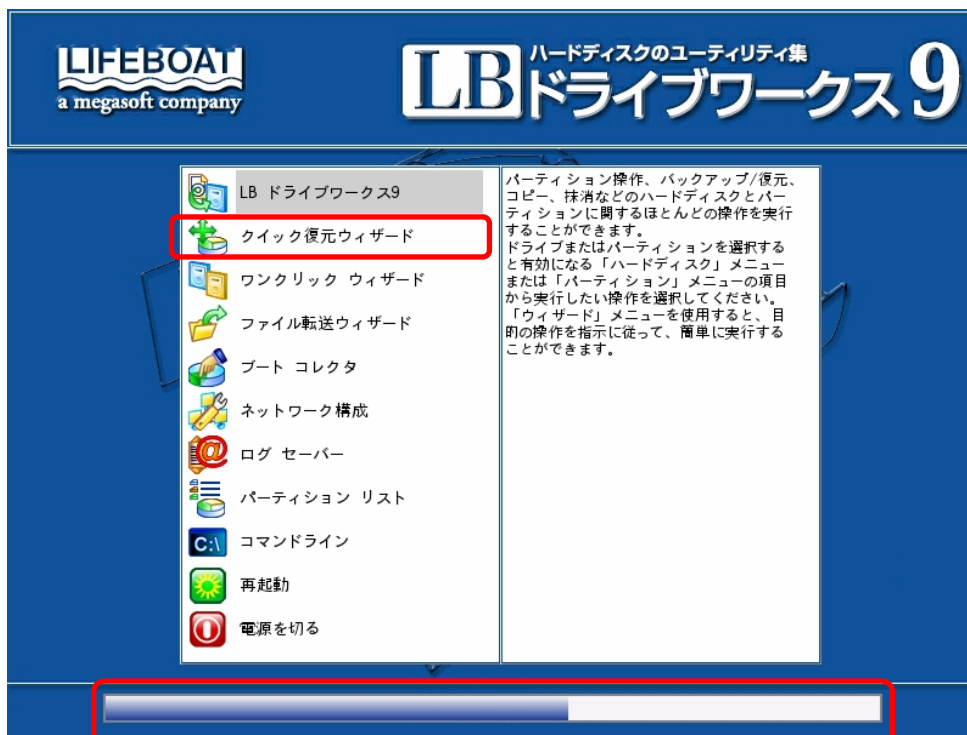 LIFEBOAT
a megasoft company
LB
ハードディスクのユーティリティ集
ドライブワークス9
LB ドライブワークス9
クイック復元ウィザード
ワンクリック ウィザード
ファイル転送ウィザード
ブート コレクタ
ネットワーク構成
ログ セーバー
パーティション リスト
C:\
コマンドライン
再起動
電源を切る
パーティション操作、バックアップ/復元、
コピー、抹消などのハードディスクとパー
ティションに関するほとんどの操作を実行
することができます。
ドライブまたはパーティションを選択する
と有効になる「ハードディスク」メニュー
または「パーティション」メニューの項目
から実行したい操作を選択してください。
「ウィザード」メニューを使用すると、目
的の操作を指示に従って、簡単に実行する
ことができます。